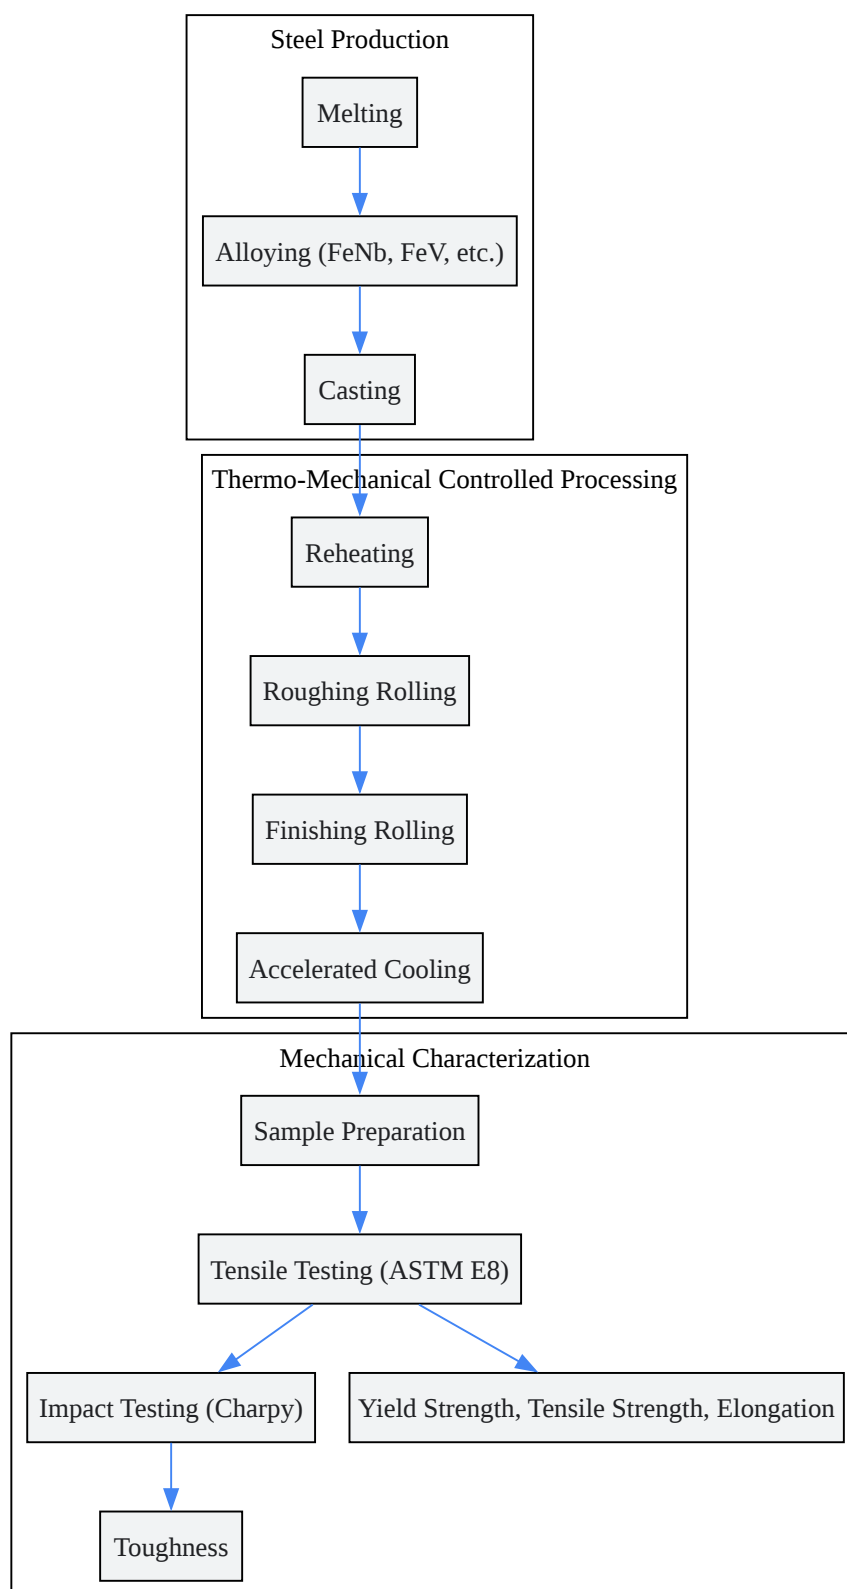 Steel Production
Melting
Alloying (FeNb, FeV, etc.)
Casting
Thermo-Mechanical Controlled Processing
Reheating
Roughing Rolling
Finishing Rolling
Accelerated Cooling
Mechanical Characterization
Sample Preparation
Tensile Testing (ASTM E8)
Impact Testing (Charpy)
Yield Strength, Tensile Strength, Elongation
Toughness